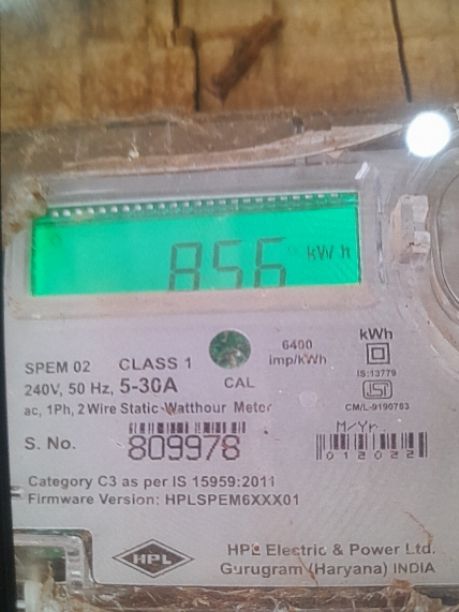 856 kWh
6400
imp/kWh
kWh
IS:13779
ISI
CM/L-9190763
SPEM 02 CLASS 1
240V, 50 Hz, 5-30A
CAL
ac, 1Ph, 2 Wire Static Watthour Meter
M/Yr.
S. No. 809978
012022
Category C3 as per IS 15959:2011
Firmware Version: HPLSPEM6XXX01
HPL
HPL Electric & Power Ltd.
Gurugram (Haryana) INDIA